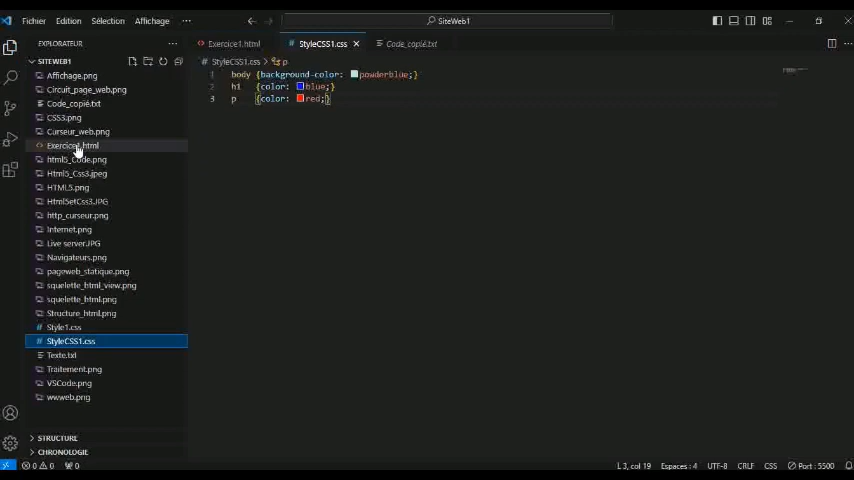 Fichier Edition Sélection Affichage ··· SiteWeb1
EXPLORATEUR ···
Exercice1.html
StyleCSS1.css
Code_copié.txt
SITEWEB1
StyleCSS1.css > p
Affichage.png
Circuit_page_web.png
Code_copié.txt
CSS3.png
Curseur_web.png
Exercice1.html
html5_Code.png
Html5_Css3.jpeg
HTML5.png
Html5etCss3.JPG
http_curseur.png
Internet.png
Live server.JPG
Navigateurs.png
pageweb_statique.png
squelette_html_view.png
squelette_html.png
Structure_html.png
Style1.css
StyleCSS1.css
Texte.txt
Traitement.png
VSCode.png
wwweb.png
STRUCTURE
CHRONOLOGIE
1 body {background-color: powderblue;}
2 h1 {color: blue;}
3 p {color: red;}
0 0 0 L 3, col 19 Espaces : 4 UTF-8 CRLF CSS Port : 5500